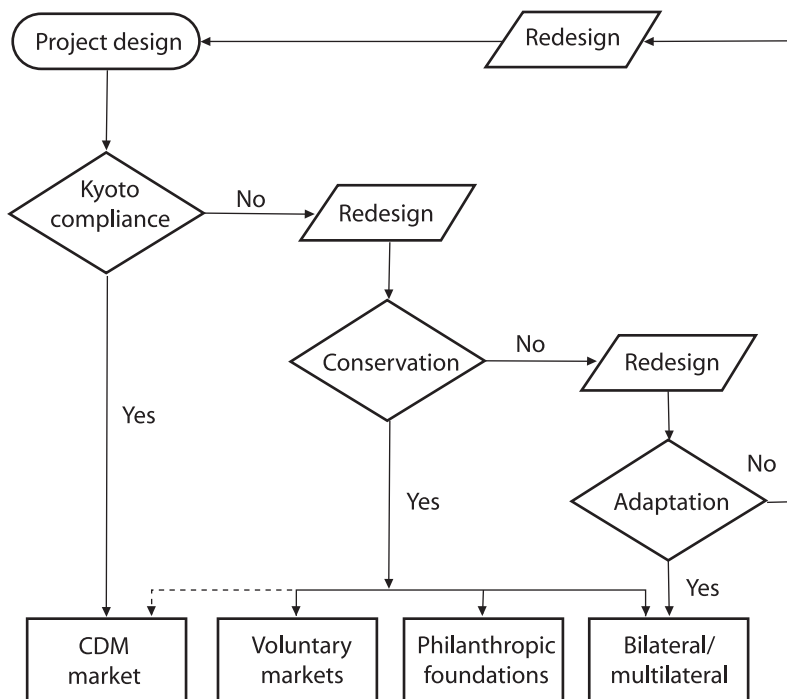 Project design
Redesign
Kyoto
compliance
No
Redesign
Conservation
No
Redesign
Yes
No
Yes
Adaptation
Yes
CDM
market
Voluntary
markets
Philanthropic
foundations
Bilateral/
multilateral